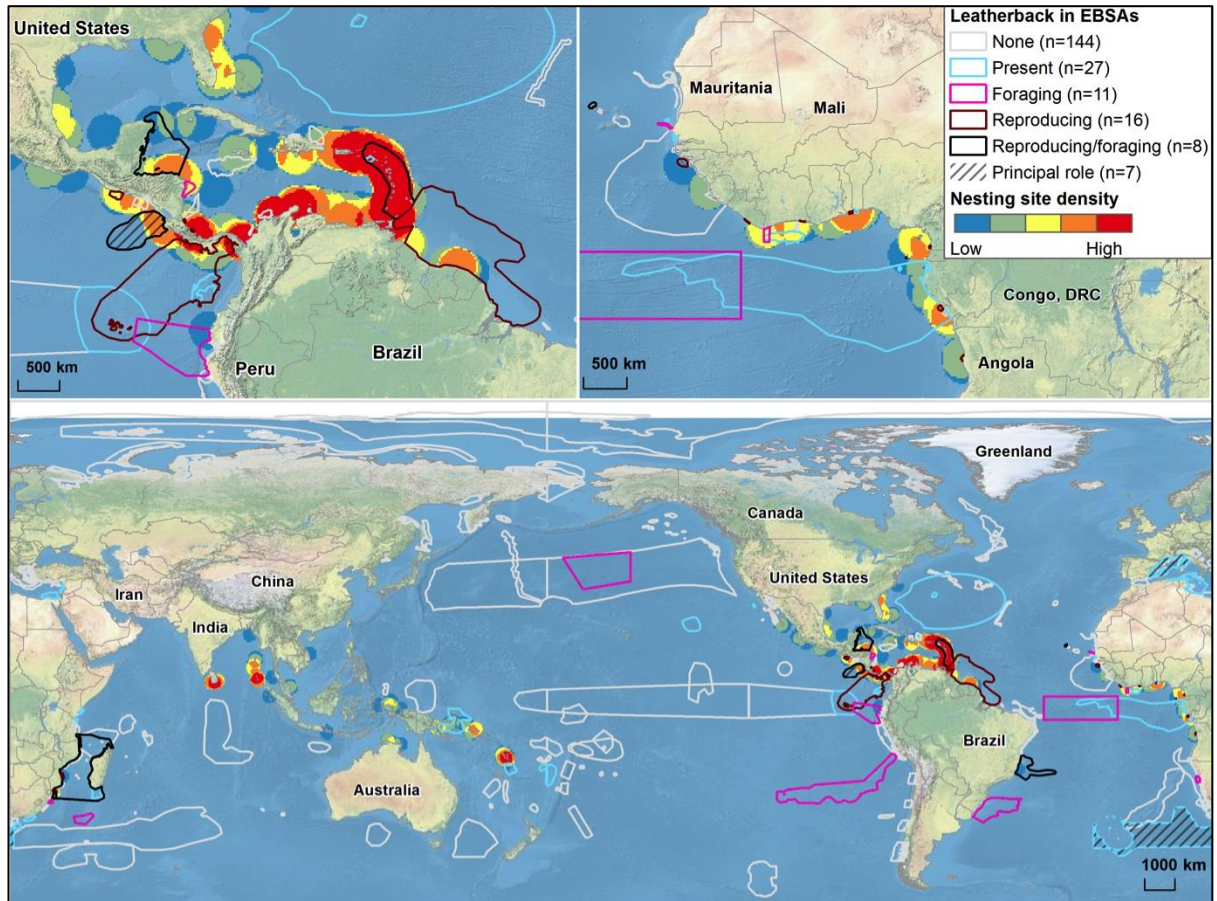 United States
Mauritania
Mali
Congo, DRC
Angola
Peru
Brazil
500 km
500 km
Leatherback in EBSAs
None (n=144)
Present (n=27)
Foraging (n=11)
Reproducing (n=16)
Reproducing/foraging (n=8)
Principal role (n=7)
Nesting site density
Low High
Greenland
Canada
United States
China
Iran
India
Brazil
Australia
1000 km